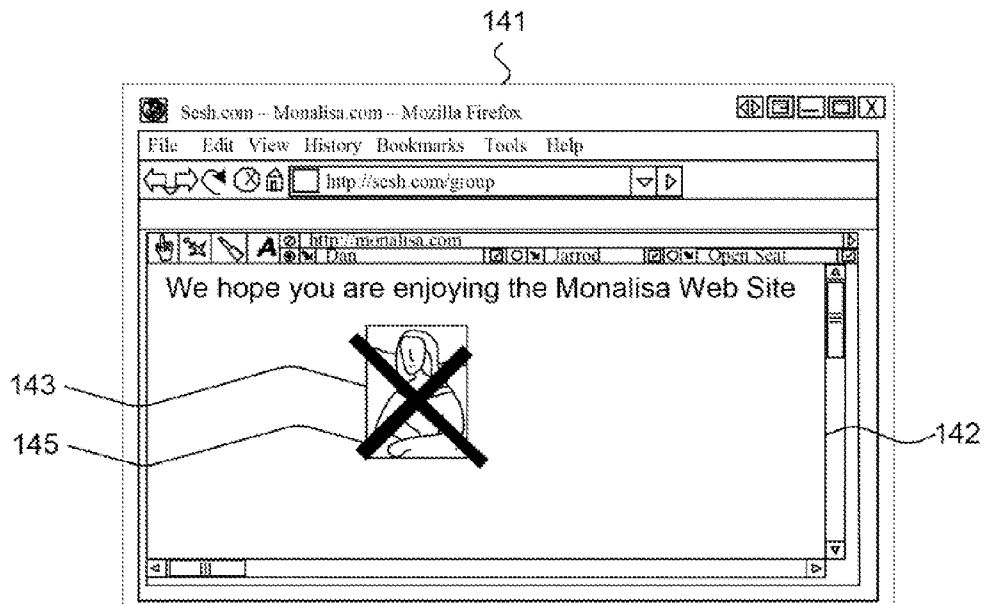 141
Sesh.com – Monalisa.com – Mozilla Firefox
X
File Edit View History Bookmarks Tools Help
http://sesh.com/group
A http://monalisa.com
Dan Jarrod Open Seat
We hope you are enjoying the Monalisa Web Site
143
145
142